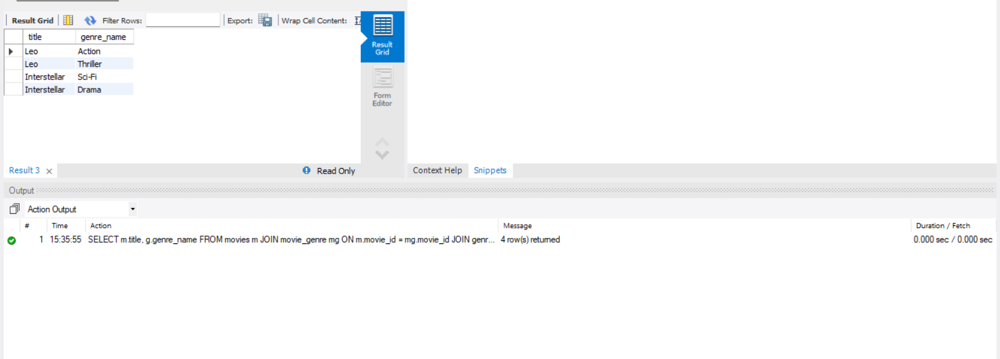 Result Grid Filter Rows: Export: Wrap Cell Content:
title genre_name
Leo Action
Leo Thriller
Interstellar Sci-Fi
Interstellar Drama
Result
Grid
Form
Editor
Result 3 Read Only Context Help Snippets
Output
Action Output
# Time Action Message Duration / Fetch
1 15:35:55 SELECT m.title, g.genre_name FROM movies m JOIN movie_genre mg ON m.movie_id = mg.movie_id JOIN genr... 4 row(s) returned 0.000 sec / 0.000 sec